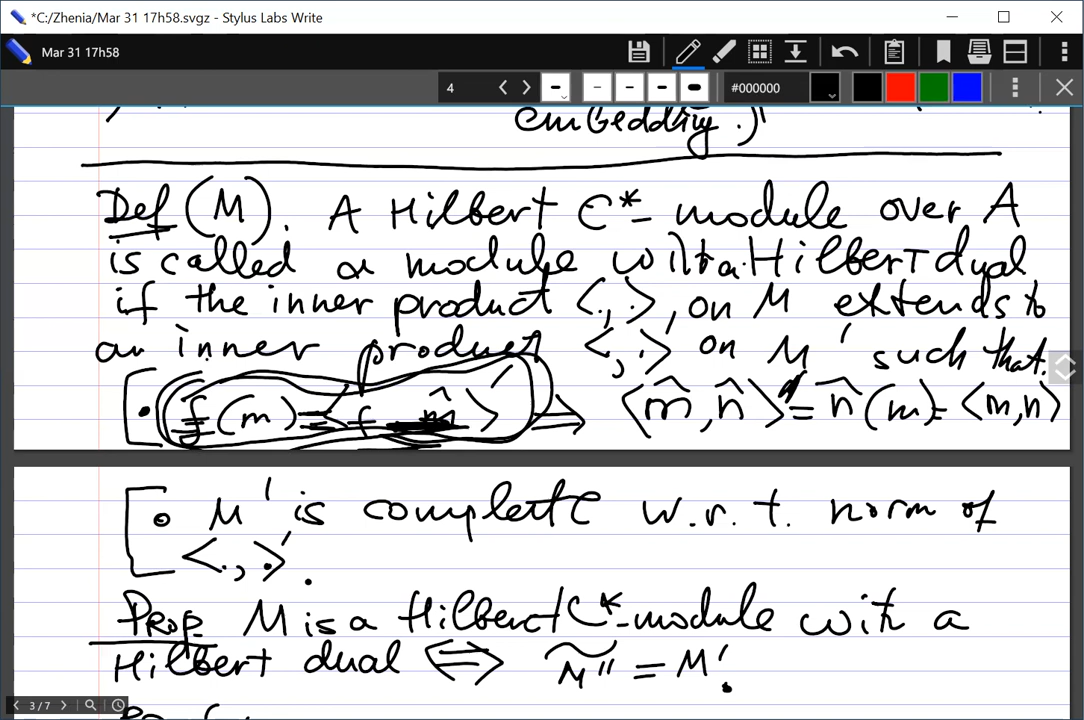 *C:/Zhenia/Mar 31 17h58.svgz - Stylus Labs Write
Mar 31 17h58
4
#000000
embedding.)
Def (M). A Hilbert C*- module over A
is called a module with a Hilbert dual
if the inner product <.,.>, on M extends to
an inner product <,.>' on M' such that.
• f(m) = <f, m̂>' ⇒ <m̂, n̂>' = n̂(m) = <m,n>
• M' is complete w.r.t. norm of
<.,.>'.
Prop M is a Hilbert C*-module with a
Hilbert dual ⇔ M̃'' = M'.
3/7